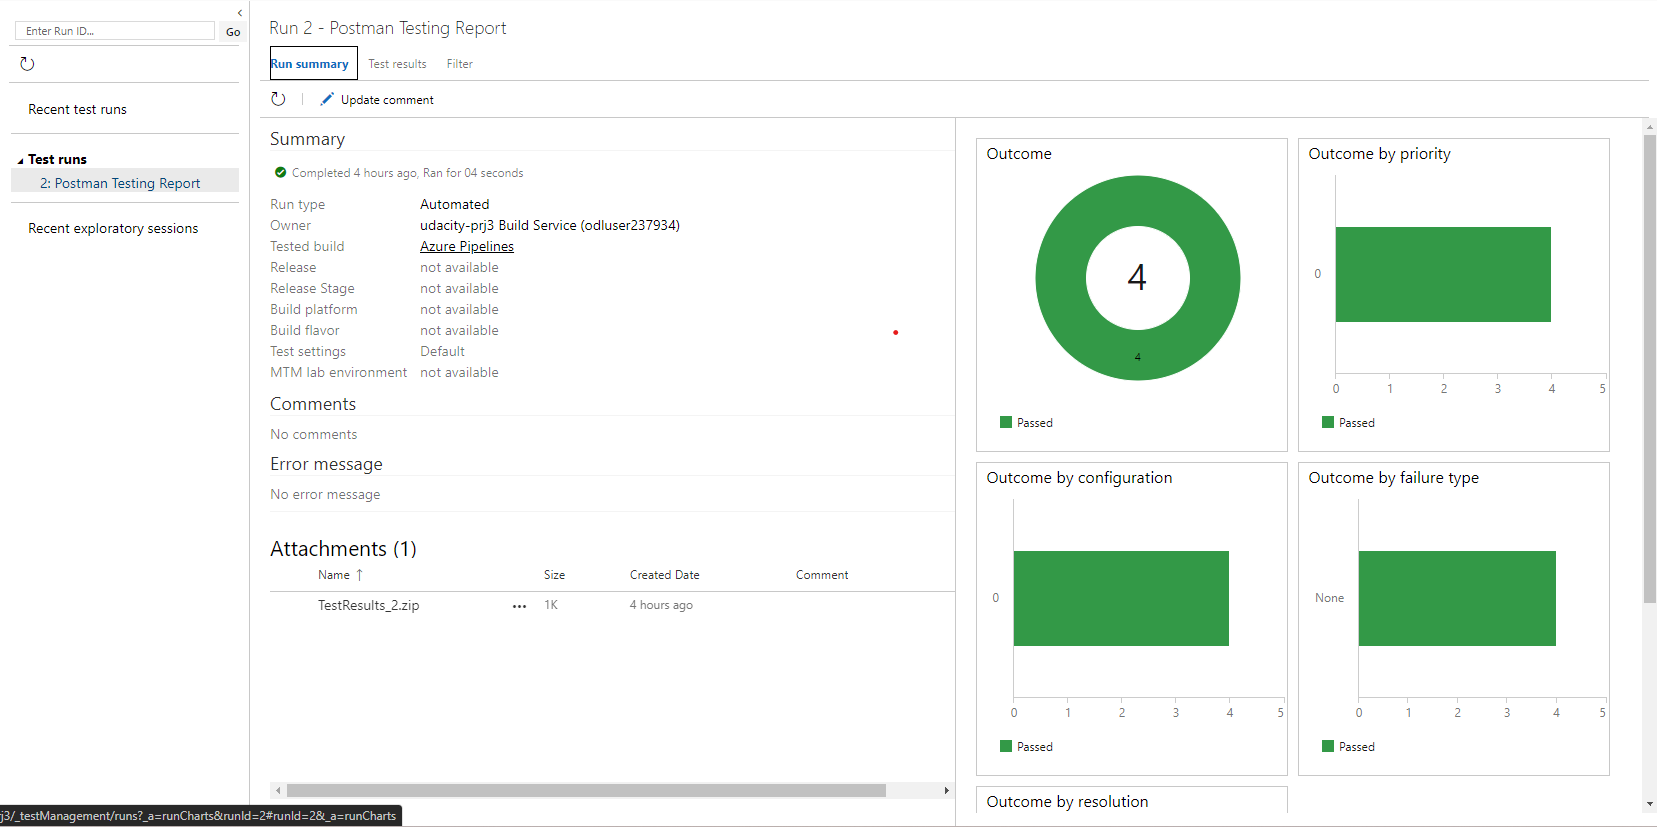 Enter Run ID...
Go
Recent test runs
Test runs
2: Postman Testing Report
Recent exploratory sessions
Run 2 - Postman Testing Report
Run summary
Test results
Filter
Update comment
Summary
Completed 4 hours ago, Ran for 04 seconds
Run type Automated
Owner udacity-prj3 Build Service (odluser237934)
Tested build Azure Pipelines
Release not available
Release Stage not available
Build platform not available
Build flavor not available
Test settings Default
MTM lab environment not available
Comments
No comments
Error message
No error message
Attachments (1)
Name ↑ Size Created Date Comment
TestResults_2.zip ... 1K 4 hours ago
Outcome
4
4
Passed
Outcome by priority
0
0 1 2 3 4 5
Passed
Outcome by configuration
0
0 1 2 3 4 5
Passed
Outcome by failure type
None
0 1 2 3 4 5
Passed
Outcome by resolution
rj3/_testManagement/runs?_a=runCharts&runId=2#runId=2&_a=runCharts